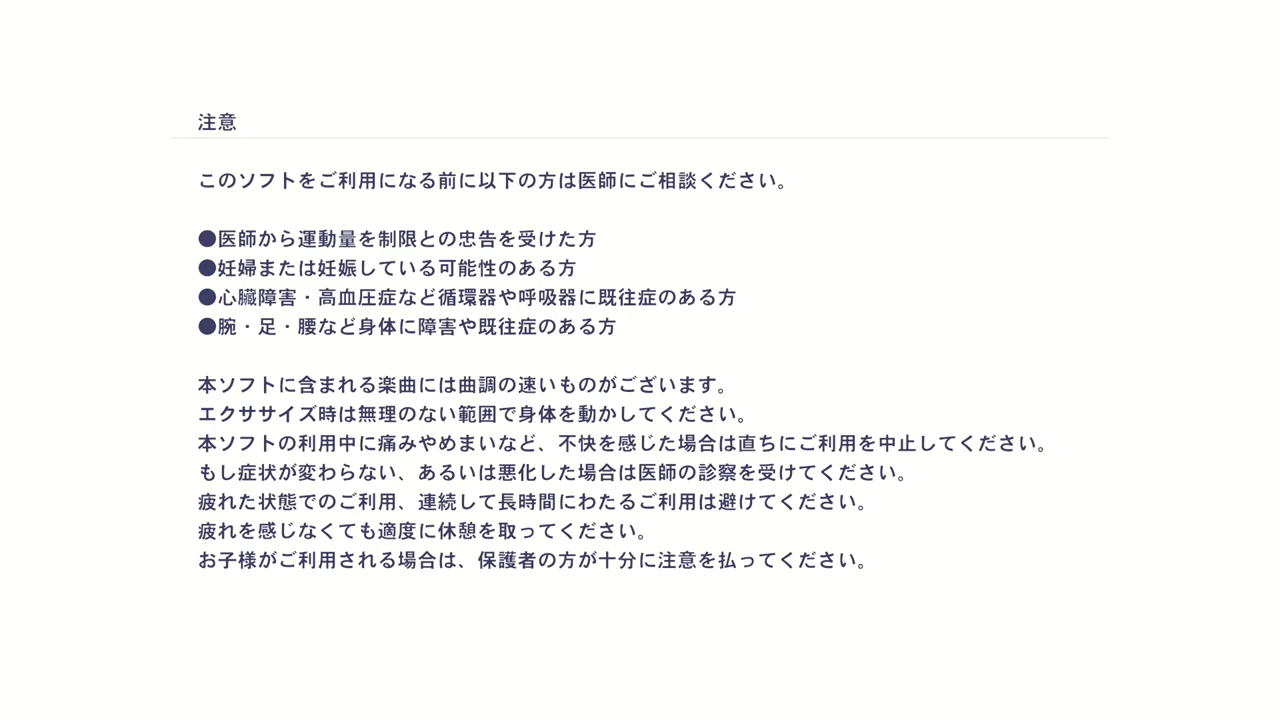 注意
このソフトをご利用になる前に以下の方は医師にご相談ください。
●医師から運動量を制限との忠告を受けた方
●妊婦または妊娠している可能性のある方
●心臓障害・高血圧症など循環器や呼吸器に既往症のある方
●腕・足・腰など身体に障害や既往症のある方
本ソフトに含まれる楽曲には曲調の速いものがございます。
エクササイズ時は無理のない範囲で身体を動かしてください。
本ソフトの利用中に痛みやめまいなど、不快を感じた場合は直ちにご利用を中止してください。
もし症状が変わらない、あるいは悪化した場合は医師の診察を受けてください。
疲れた状態でのご利用、連続して長時間にわたるご利用は避けてください。
疲れを感じなくても適度に休憩を取ってください。
お子様がご利用される場合は、保護者の方が十分に注意を払ってください。